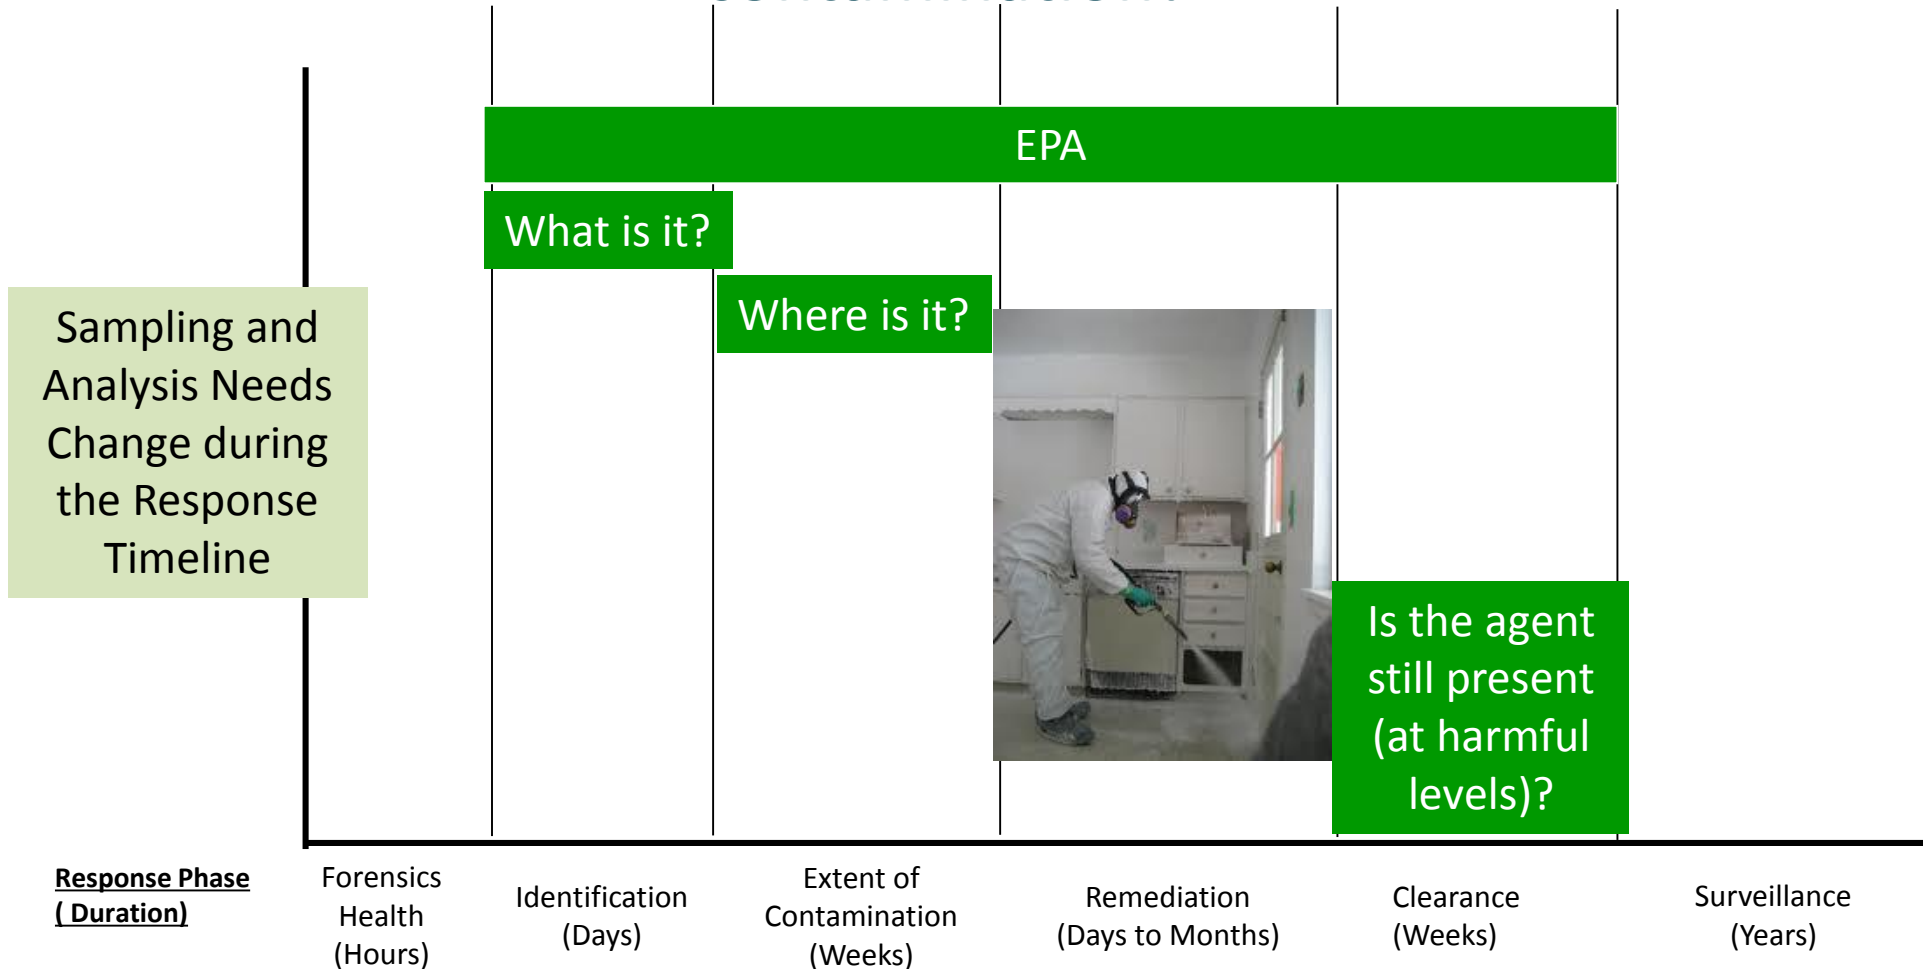 EPA
What is it?
Where is it?
Sampling and
Analysis Needs
Change during
the Response
Timeline
Is the agent
still present
(at harmful
levels)?
Response Phase
( Duration)
Forensics
Health
(Hours)
Identification
(Days)
Extent of
Contamination
(Weeks)
Remediation
(Days to Months)
Clearance
(Weeks)
Surveillance
(Years)